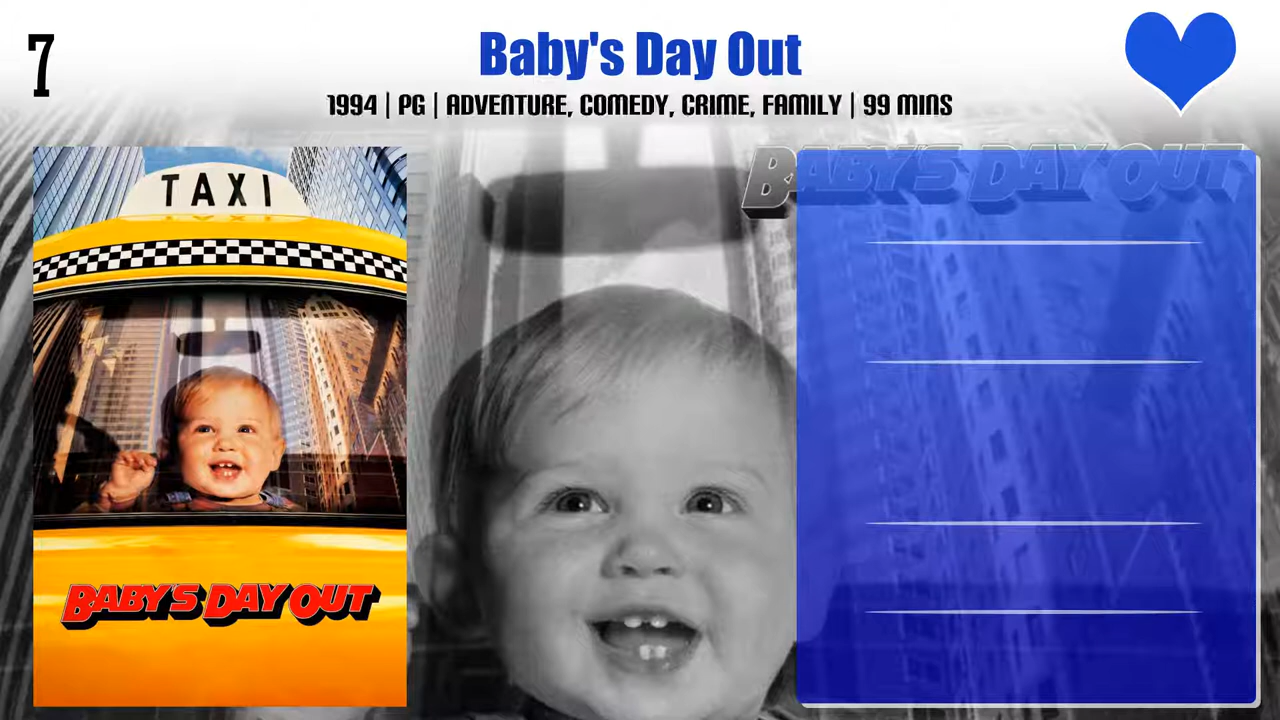 7
Baby's Day Out
1994 | PG | ADVENTURE, COMEDY, CRIME, FAMILY | 99 MINS
BABY'S DAY OUT
TAXI
BABY'S DAY OUT